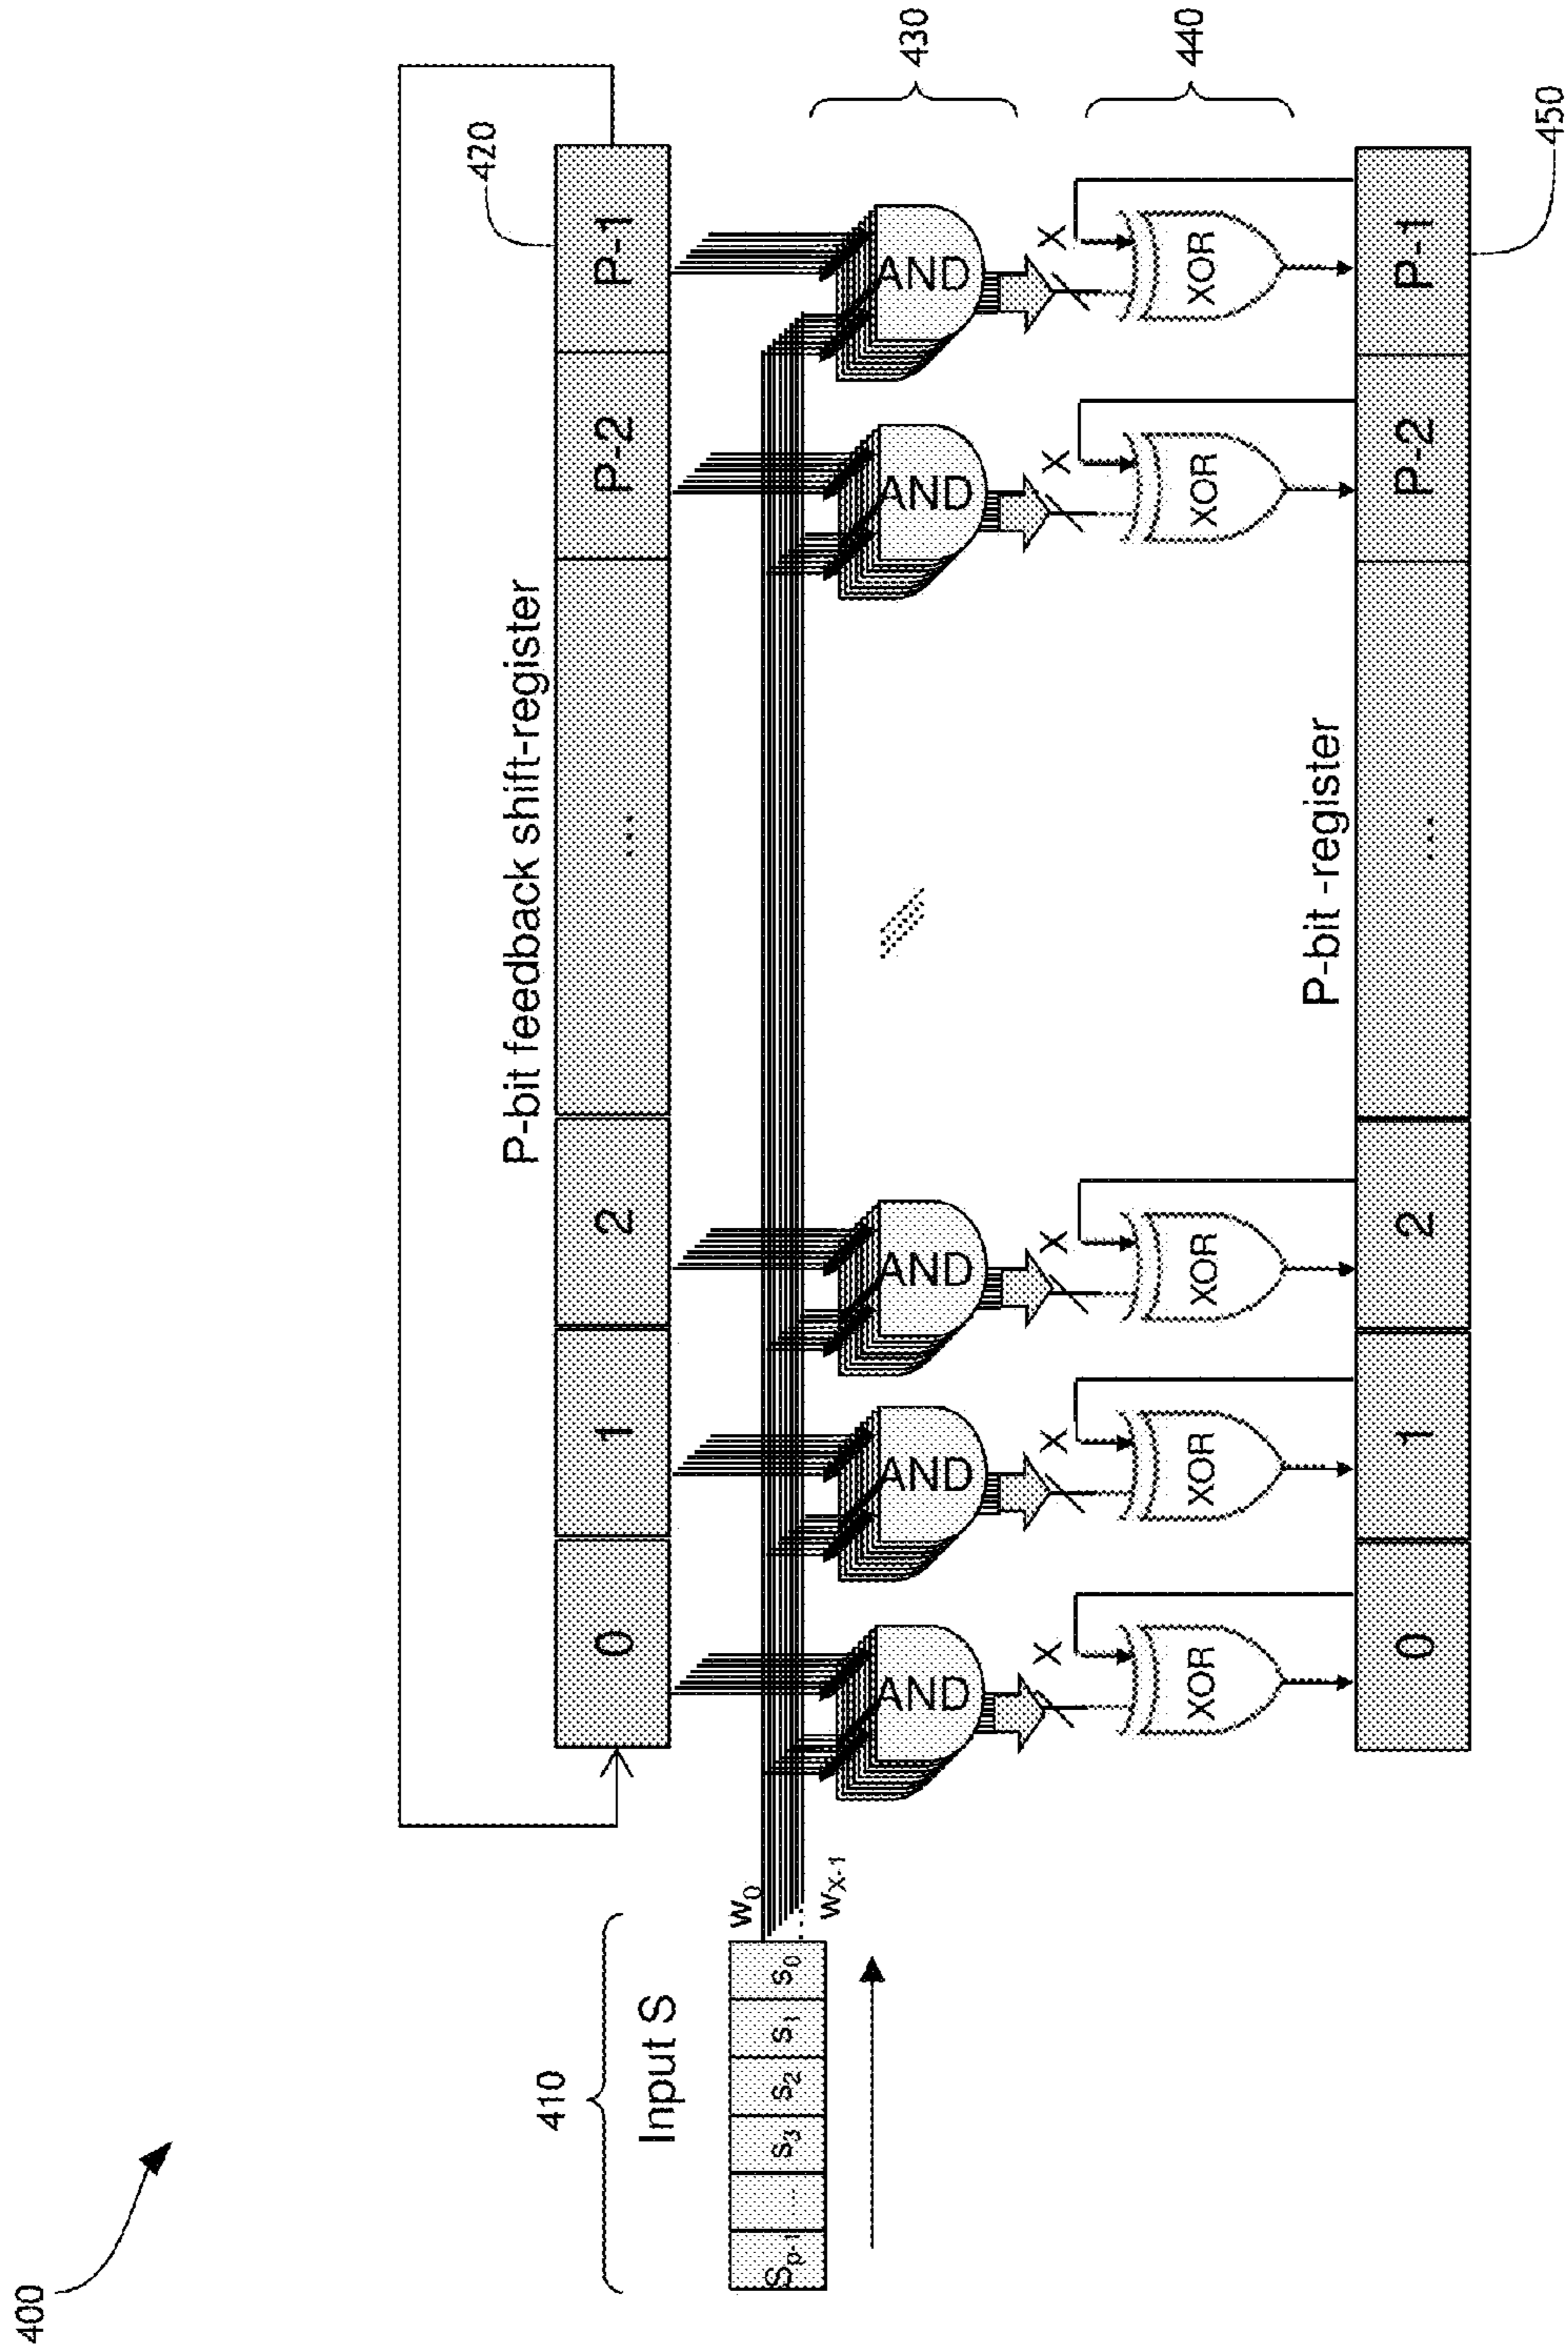 400
P-bit feedback shift-register
420
0 1 2 ... P-2 P-1
410
Input S
Sp-1 ... S3 S2 S1 S0
W0
WX-1
430
AND AND AND AND AND
X X X X X
440
XOR XOR XOR XOR XOR
P-bit -register
0 1 2 ... P-2 P-1
450